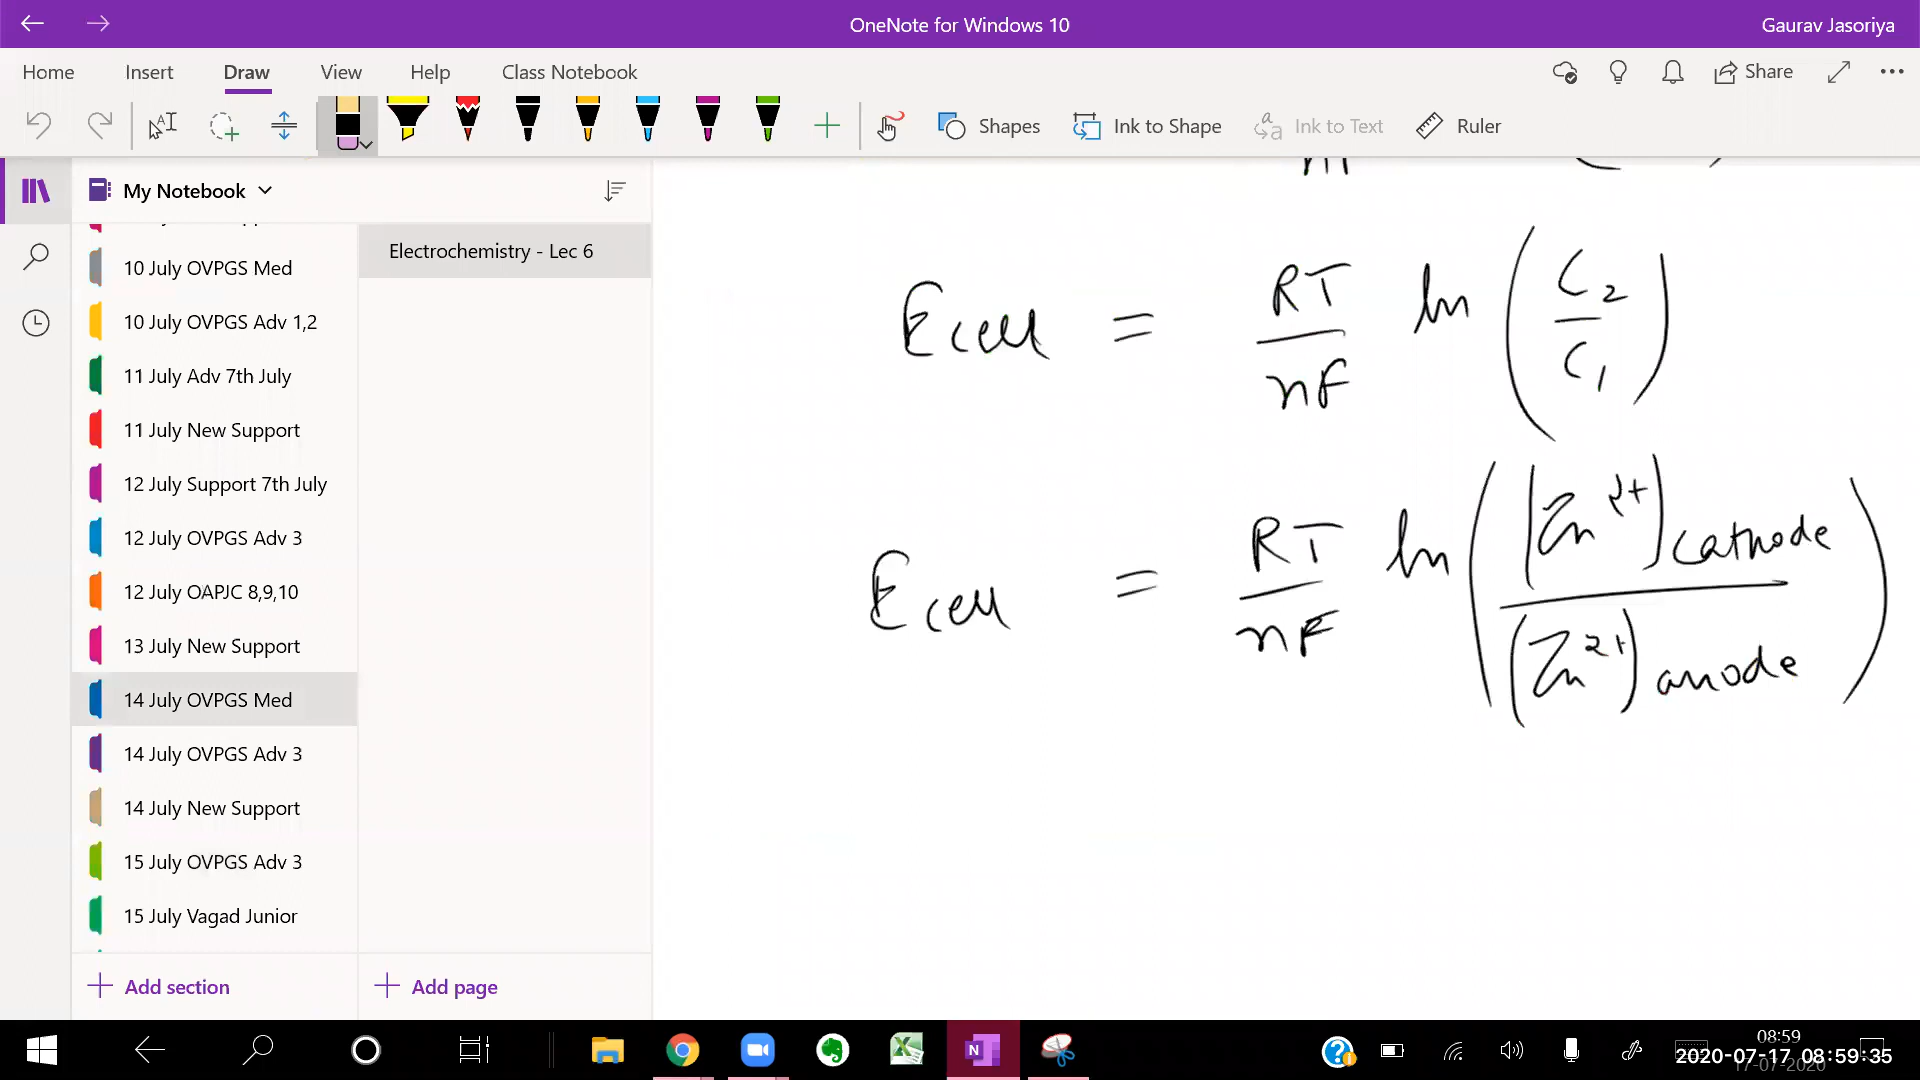 OneNote for Windows 10
Gaurav Jasoriya
Home Insert Draw View Help Class Notebook
Share
Shapes Ink to Shape Ink to Text Ruler
My Notebook
Electrochemistry - Lec 6
10 July OVPGS Med
10 July OVPGS Adv 1,2
11 July Adv 7th July
11 July New Support
12 July Support 7th July
12 July OVPGS Adv 3
12 July OAPJC 8,9,10
13 July New Support
14 July OVPGS Med
14 July OVPGS Adv 3
14 July New Support
15 July OVPGS Adv 3
15 July Vagad Junior
Add section
Add page
Ecell = RT/nF ln (C2/C1)
Ecell = RT/nF ln ([Zn2+]cathode/(Zn2+)anode)
08:59
2020-07-17 08:59:35
17-07-2020